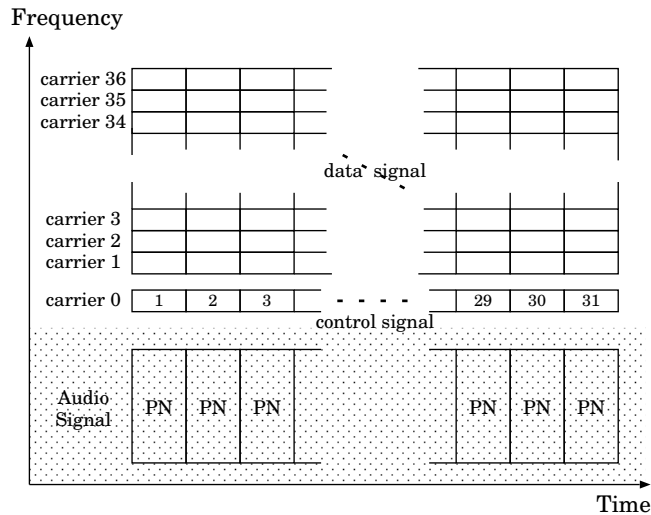 Frequency
carrier 36
carrier 35
carrier 34
data signal
carrier 3
carrier 2
carrier 1
carrier 0 1 2 3 29 30 31
control signal
Audio
Signal
PN PN PN PN PN PN
Time